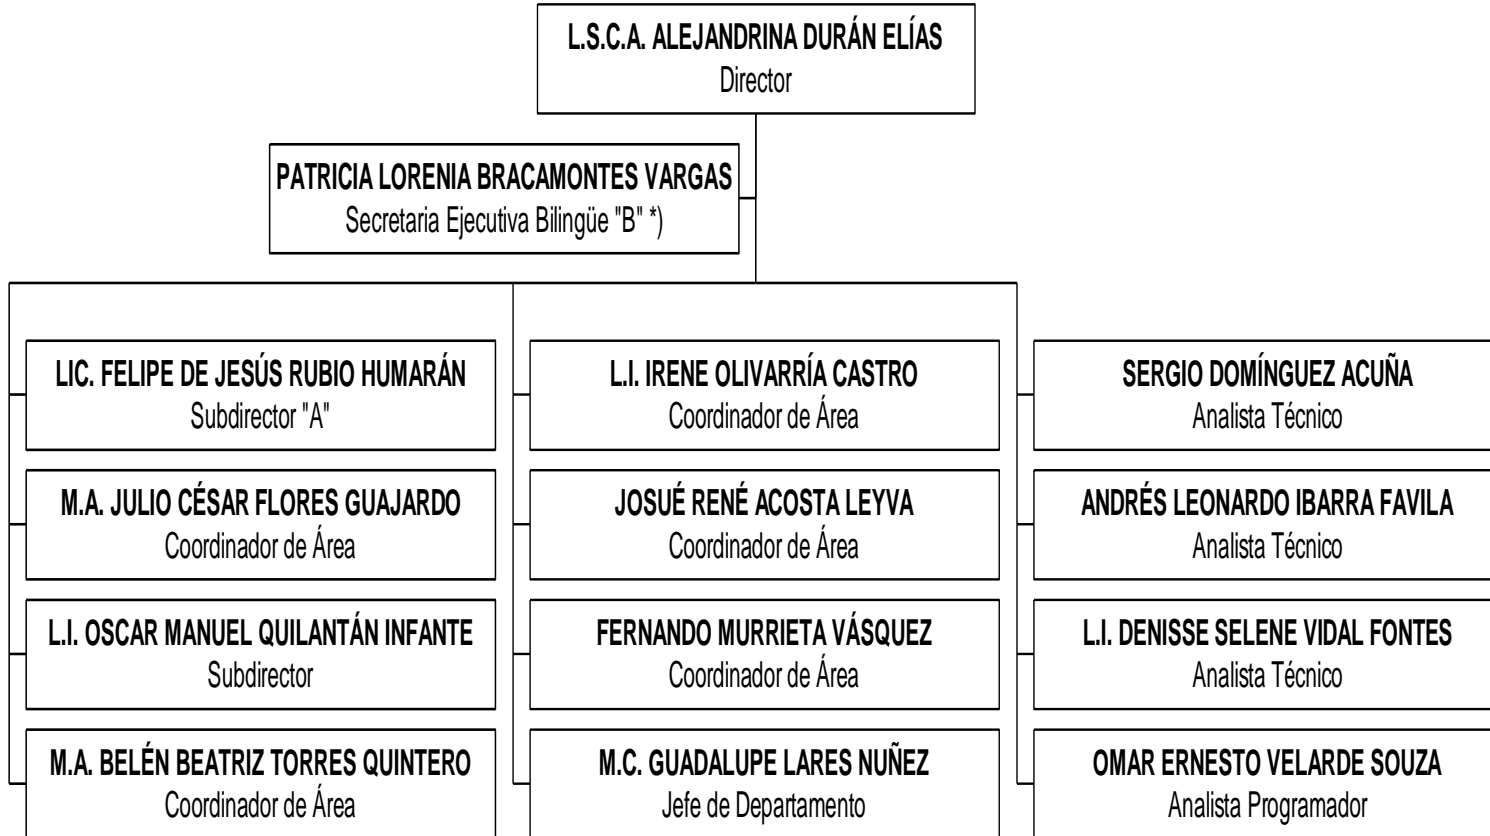 L.S.C.A. ALEJANDRINA DURÁN ELÍAS
Director
PATRICIA LORENIA BRACAMONTES VARGAS
Secretaria Ejecutiva Bilingüe "B" *)
LIC. FELIPE DE JESÚS RUBIO HUMARÁN
Subdirector "A"
M.A. JULIO CÉSAR FLORES GUAJARDO
Coordinador de Área
L.I. OSCAR MANUEL QUILANTÁN INFANTE
Subdirector
M.A. BELÉN BEATRIZ TORRES QUINTERO
Coordinador de Área
L.I. IRENE OLIVARRÍA CASTRO
Coordinador de Área
JOSUÉ RENÉ ACOSTA LEYVA
Coordinador de Área
FERNANDO MURRIETA VÁSQUEZ
Coordinador de Área
M.C. GUADALUPE LARES NUÑEZ
Jefe de Departamento
SERGIO DOMÍNGUEZ ACUÑA
Analista Técnico
ANDRÉS LEONARDO IBARRA FAVILA
Analista Técnico
L.I. DENISSE SELENE VIDAL FONTES
Analista Técnico
OMAR ERNESTO VELARDE SOUZA
Analista Programador